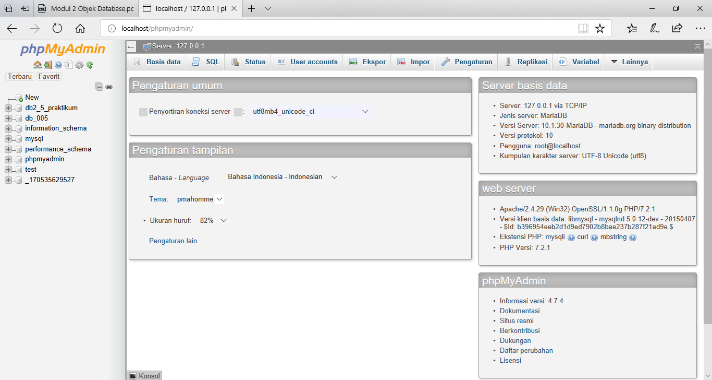 Modul 2 Objek Database.pc
localhost / 127.0.0.1 | pl
localhost/phpmyadmin/
phpMyAdmin
Terbaru Favorit
New
db2_5_praktikum
db_005
information_schema
mysql
performance_schema
phpmyadmin
test
_170535629527
Server: 127.0.0.1
Basis data
SQL
Status
User accounts
Ekspor
Impor
Pengaturan
Replikasi
Variabel
Lainnya
Pengaturan umum
Penyortiran koneksi server : utf8mb4_unicode_ci
Pengaturan tampilan
Bahasa - Language Bahasa Indonesia - Indonesian
Tema: pmahomme
Ukuran huruf: 82%
Pengaturan lain
Server basis data
Server: 127.0.0.1 via TCP/IP
Jenis server: MariaDB
Versi Server: 10.1.30-MariaDB - mariadb.org binary distribution
Versi protokol: 10
Pengguna: root@localhost
Kumpulan karakter server: UTF-8 Unicode (utf8)
web server
Apache/2.4.29 (Win32) OpenSSL/1.1.0g PHP/7.2.1
Versi klien basis data: libmysql - mysqlnd 5.0.12-dev - 20150407
- $Id: b396954eeb2d1d9ed7902b8bae237b287f21ad9e $
Ekstensi PHP: mysqli curl mbstring
PHP Versi: 7.2.1
phpMyAdmin
Informasi versi: 4.7.4
Dokumentasi
Situs resmi
Berkontribusi
Dukungan
Daftar perubahan
Lisensi
Konsol